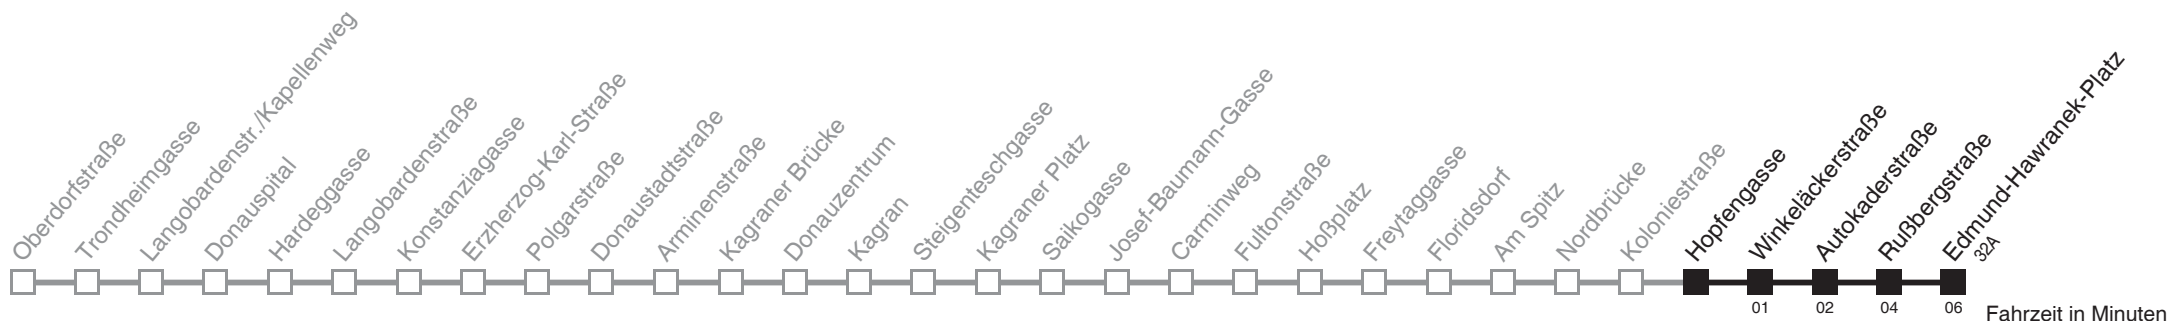 Oberdorfstraße
Trondheimgasse
Langobardenstr./Kapellenweg
Donauspital
Hardeggasse
Langobardenstraße
Konstanziagasse
Erzherzog-Karl-Straße
Polgarstraße
Donaustadtstraße
Arminenstraße
Kagraner Brücke
Donauzentrum
Kagran
Steigenteschgasse
Kagraner Platz
Saikogasse
Josef-Baumann-Gasse
Carminweg
Fultonstraße
Hoßplatz
Freytaggasse
Floridsdorf
Am Spitz
Nordbrücke
Koloniestraße
Hopfengasse
Winkeläckerstraße
Autokaderstraße
Rußbergstraße
Edmund-Hawranek-Platz
32A
01 02 04 06 Fahrzeit in Minuten